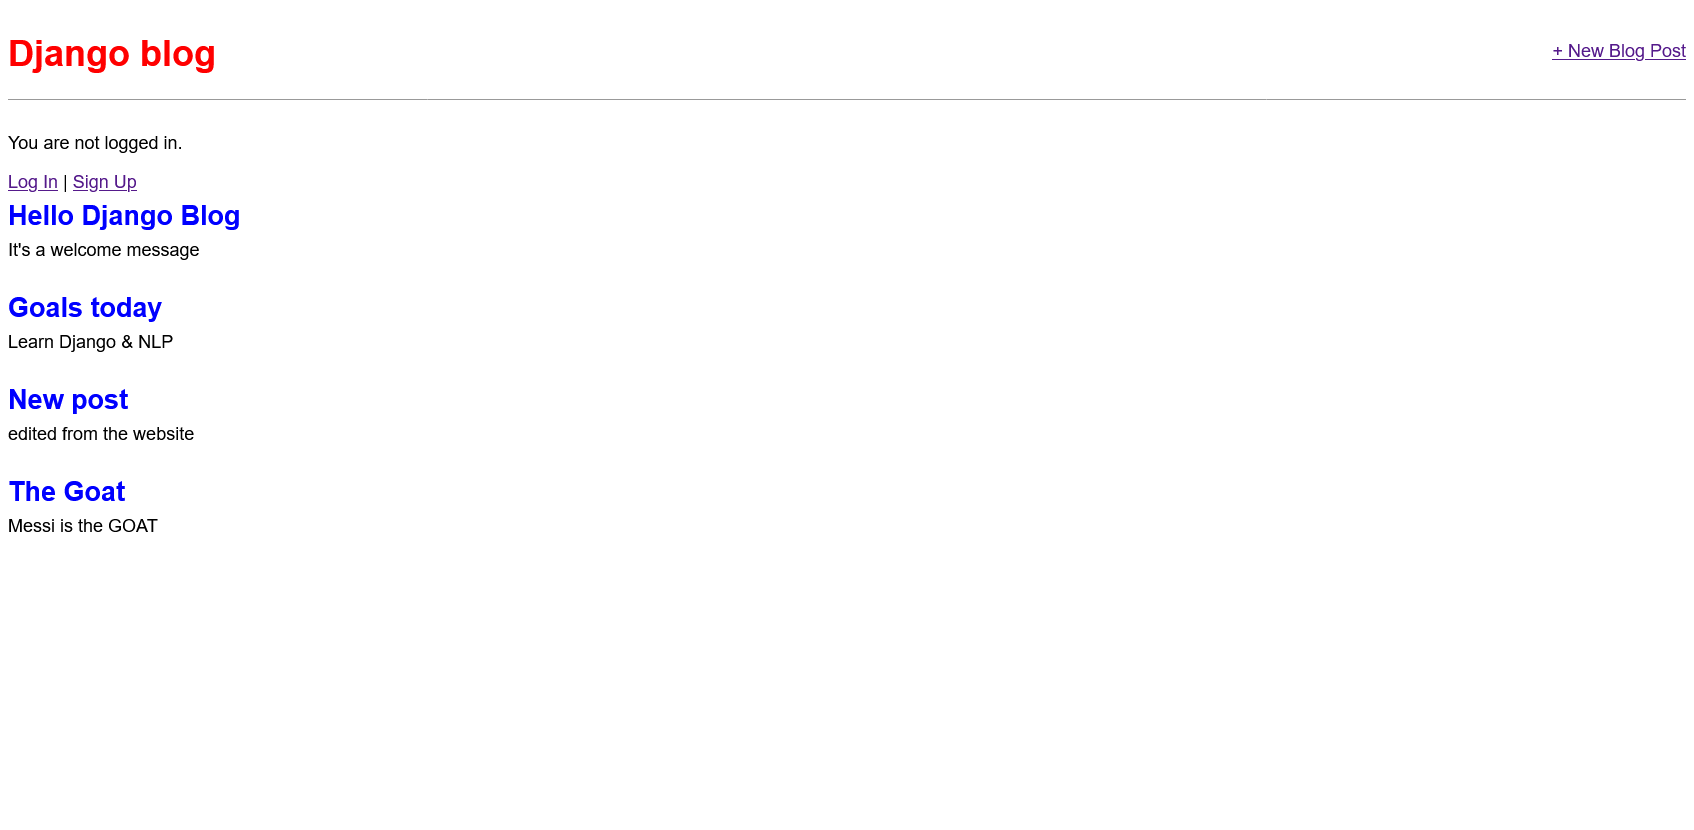 Django blog
+ New Blog Post
You are not logged in.
Log In | Sign Up
Hello Django Blog
It's a welcome message
Goals today
Learn Django & NLP
New post
edited from the website
The Goat
Messi is the GOAT